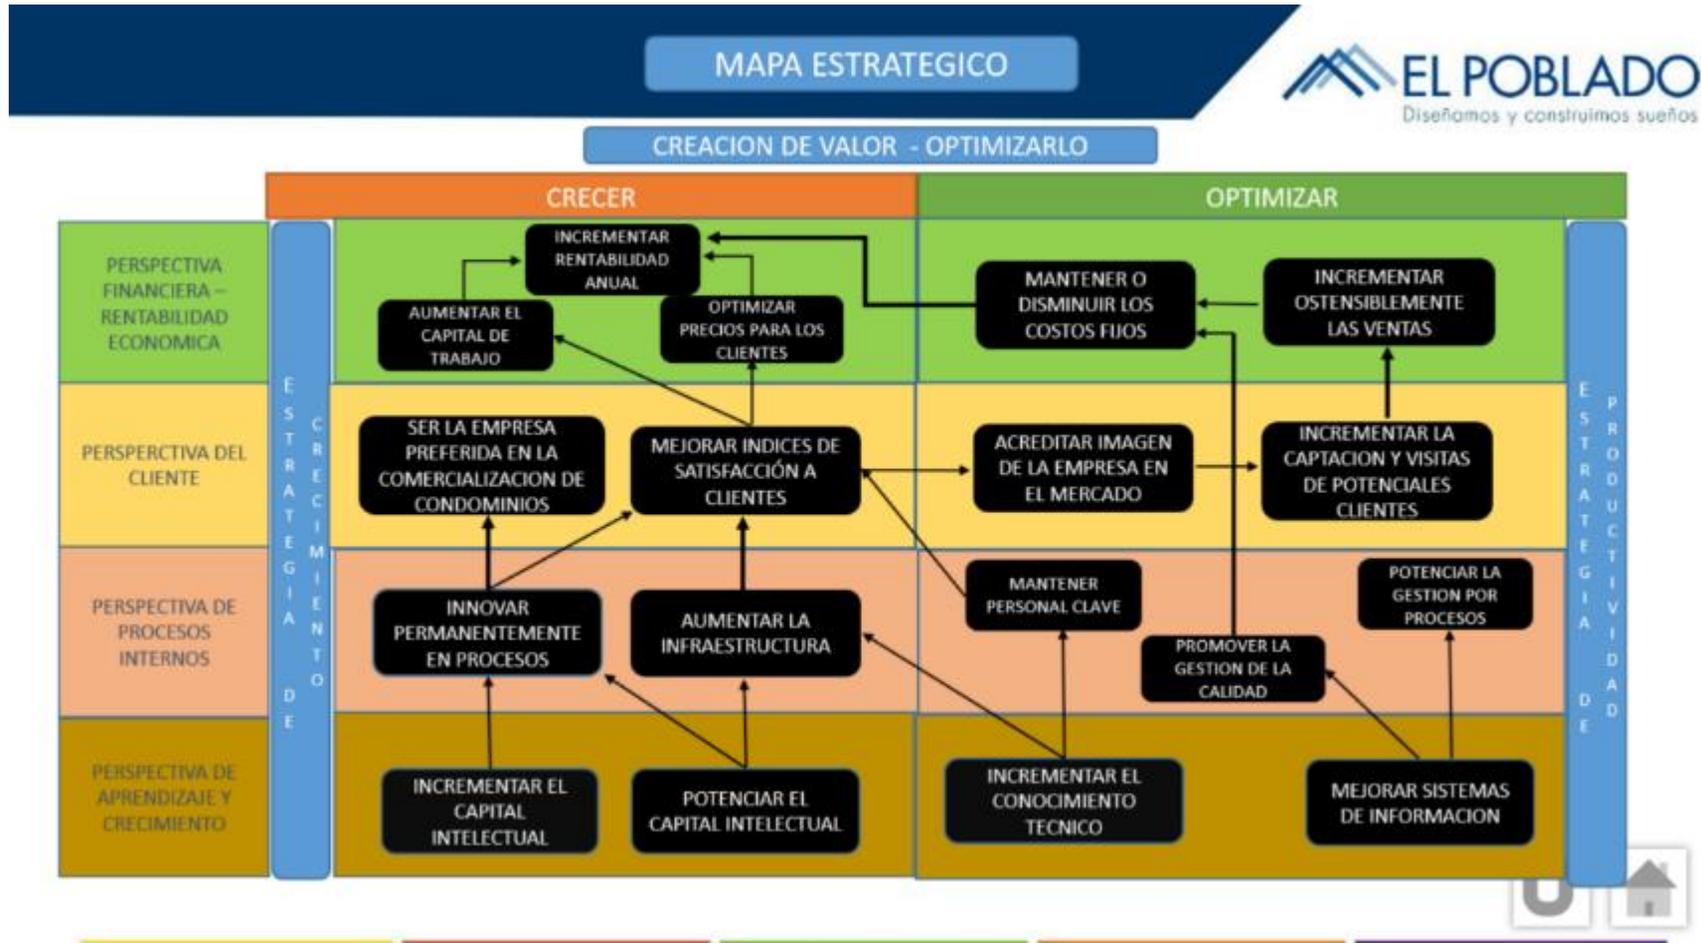 MAPA ESTRATEGICO
EL POBLADO
Diseñamos y construimos sueños
CREACION DE VALOR - OPTIMIZARLO
CRECER
OPTIMIZAR
PERSPECTIVA
FINANCIERA –
RENTABILIDAD
ECONOMICA
ESTRATEGIA DE
CRECIMIENTO
INCREMENTAR
RENTABILIDAD
ANUAL
AUMENTAR EL
CAPITAL DE
TRABAJO
OPTIMIZAR
PRECIOS PARA LOS
CLIENTES
MANTENER O
DISMINUIR LOS
COSTOS FIJOS
INCREMENTAR
OSTENSIBLEMENTE
LAS VENTAS
ESTRATEGIA DE
PRODUCTIVIDAD
PERSPERCTIVA DEL
CLIENTE
SER LA EMPRESA
PREFERIDA EN LA
COMERCIALIZACION DE
CONDOMINIOS
MEJORAR INDICES DE
SATISFACCIÓN A
CLIENTES
ACREDITAR IMAGEN
DE LA EMPRESA EN
EL MERCADO
INCREMENTAR LA
CAPTACION Y VISITAS
DE POTENCIALES
CLIENTES
PERSPECTIVA DE
PROCESOS
INTERNOS
INNOVAR
PERMANENTEMENTE
EN PROCESOS
AUMENTAR LA
INFRAESTRUCTURA
MANTENER
PERSONAL CLAVE
PROMOVER LA
GESTION DE LA
CALIDAD
POTENCIAR LA
GESTION POR
PROCESOS
PERSPECTIVA DE
APRENDIZAJE Y
CRECIMIENTO
INCREMENTAR EL
CAPITAL
INTELECTUAL
POTENCIAR EL
CAPITAL INTELECTUAL
INCREMENTAR EL
CONOCIMIENTO
TECNICO
MEJORAR SISTEMAS
DE INFORMACION